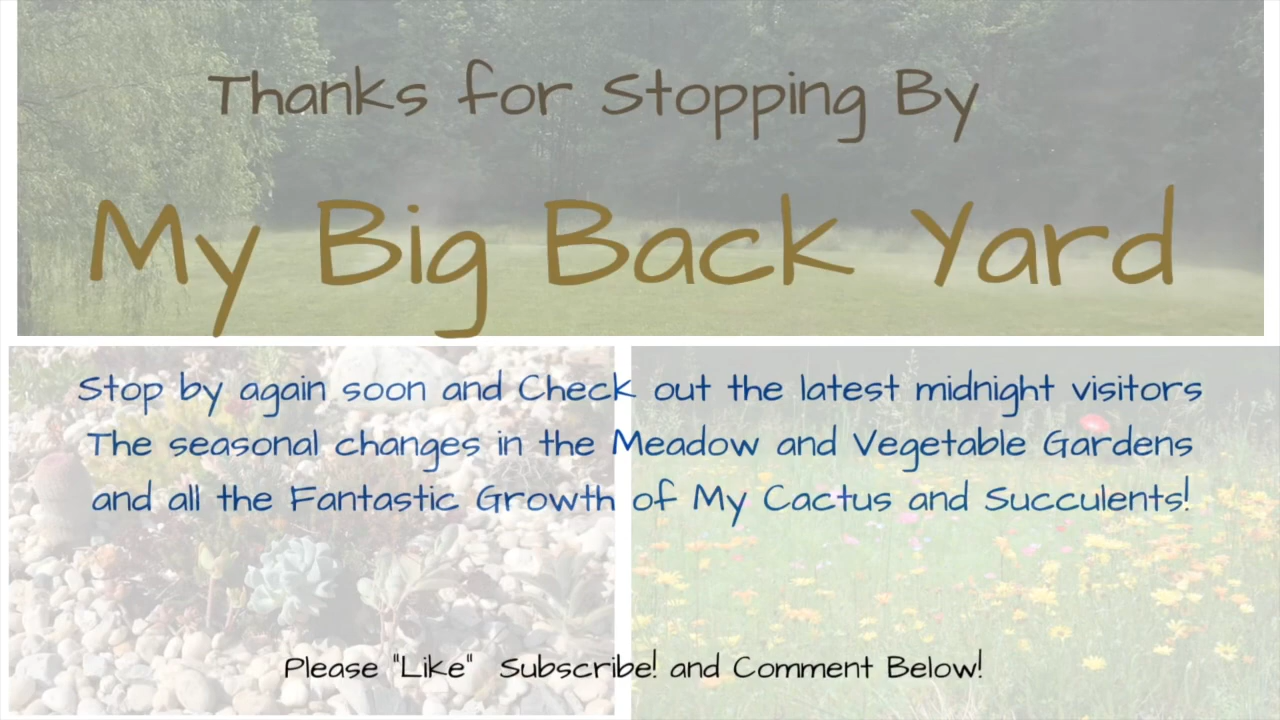 Thanks for Stopping By
My Big Back Yard
Stop by again soon and Check out the latest midnight visitors
The seasonal changes in the Meadow and Vegetable Gardens
and all the Fantastic Growth of My Cactus and Succulents!
Please "Like" Subscribe! and Comment Below!